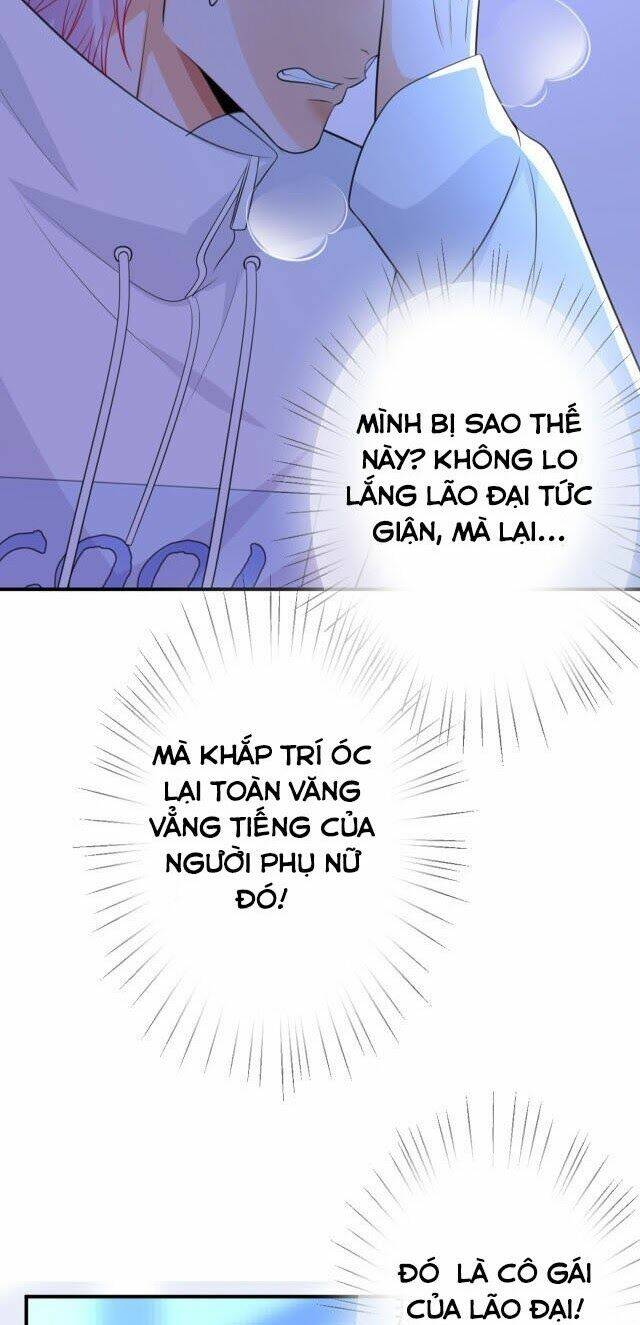 MÌNH BỊ SAO THẾ
NÀY? KHÔNG LO
LẮNG LÃO ĐẠI TỨC
GIẬN, MÀ LẠI...
MÀ KHẮP TRÍ ÓC
LẠI TOÀN VĂNG
VẲNG TIẾNG CỦA
NGƯỜI PHỤ NỮ
ĐÓ!
ĐÓ LÀ CÔ GÁI
CỦA LÃO ĐẠI!